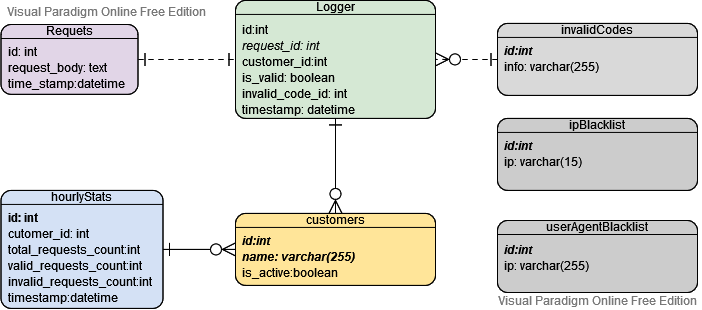 Visual Paradigm Online Free Edition
Requets
id: int
request_body: text
time_stamp:datetime
Logger
id:int
request_id: int
customer_id:int
is_valid: boolean
invalid_code_id: int
timestamp: datetime
invalidCodes
id:int
info: varchar(255)
ipBlacklist
id:int
ip: varchar(15)
hourlyStats
id: int
cutomer_id: int
total_requests_count:int
valid_requests_count:int
invalid_requests_count:int
timestamp:datetime
customers
id:int
name: varchar(255)
is_active:boolean
userAgentBlacklist
id:int
ip: varchar(255)
Visual Paradigm Online Free Edition